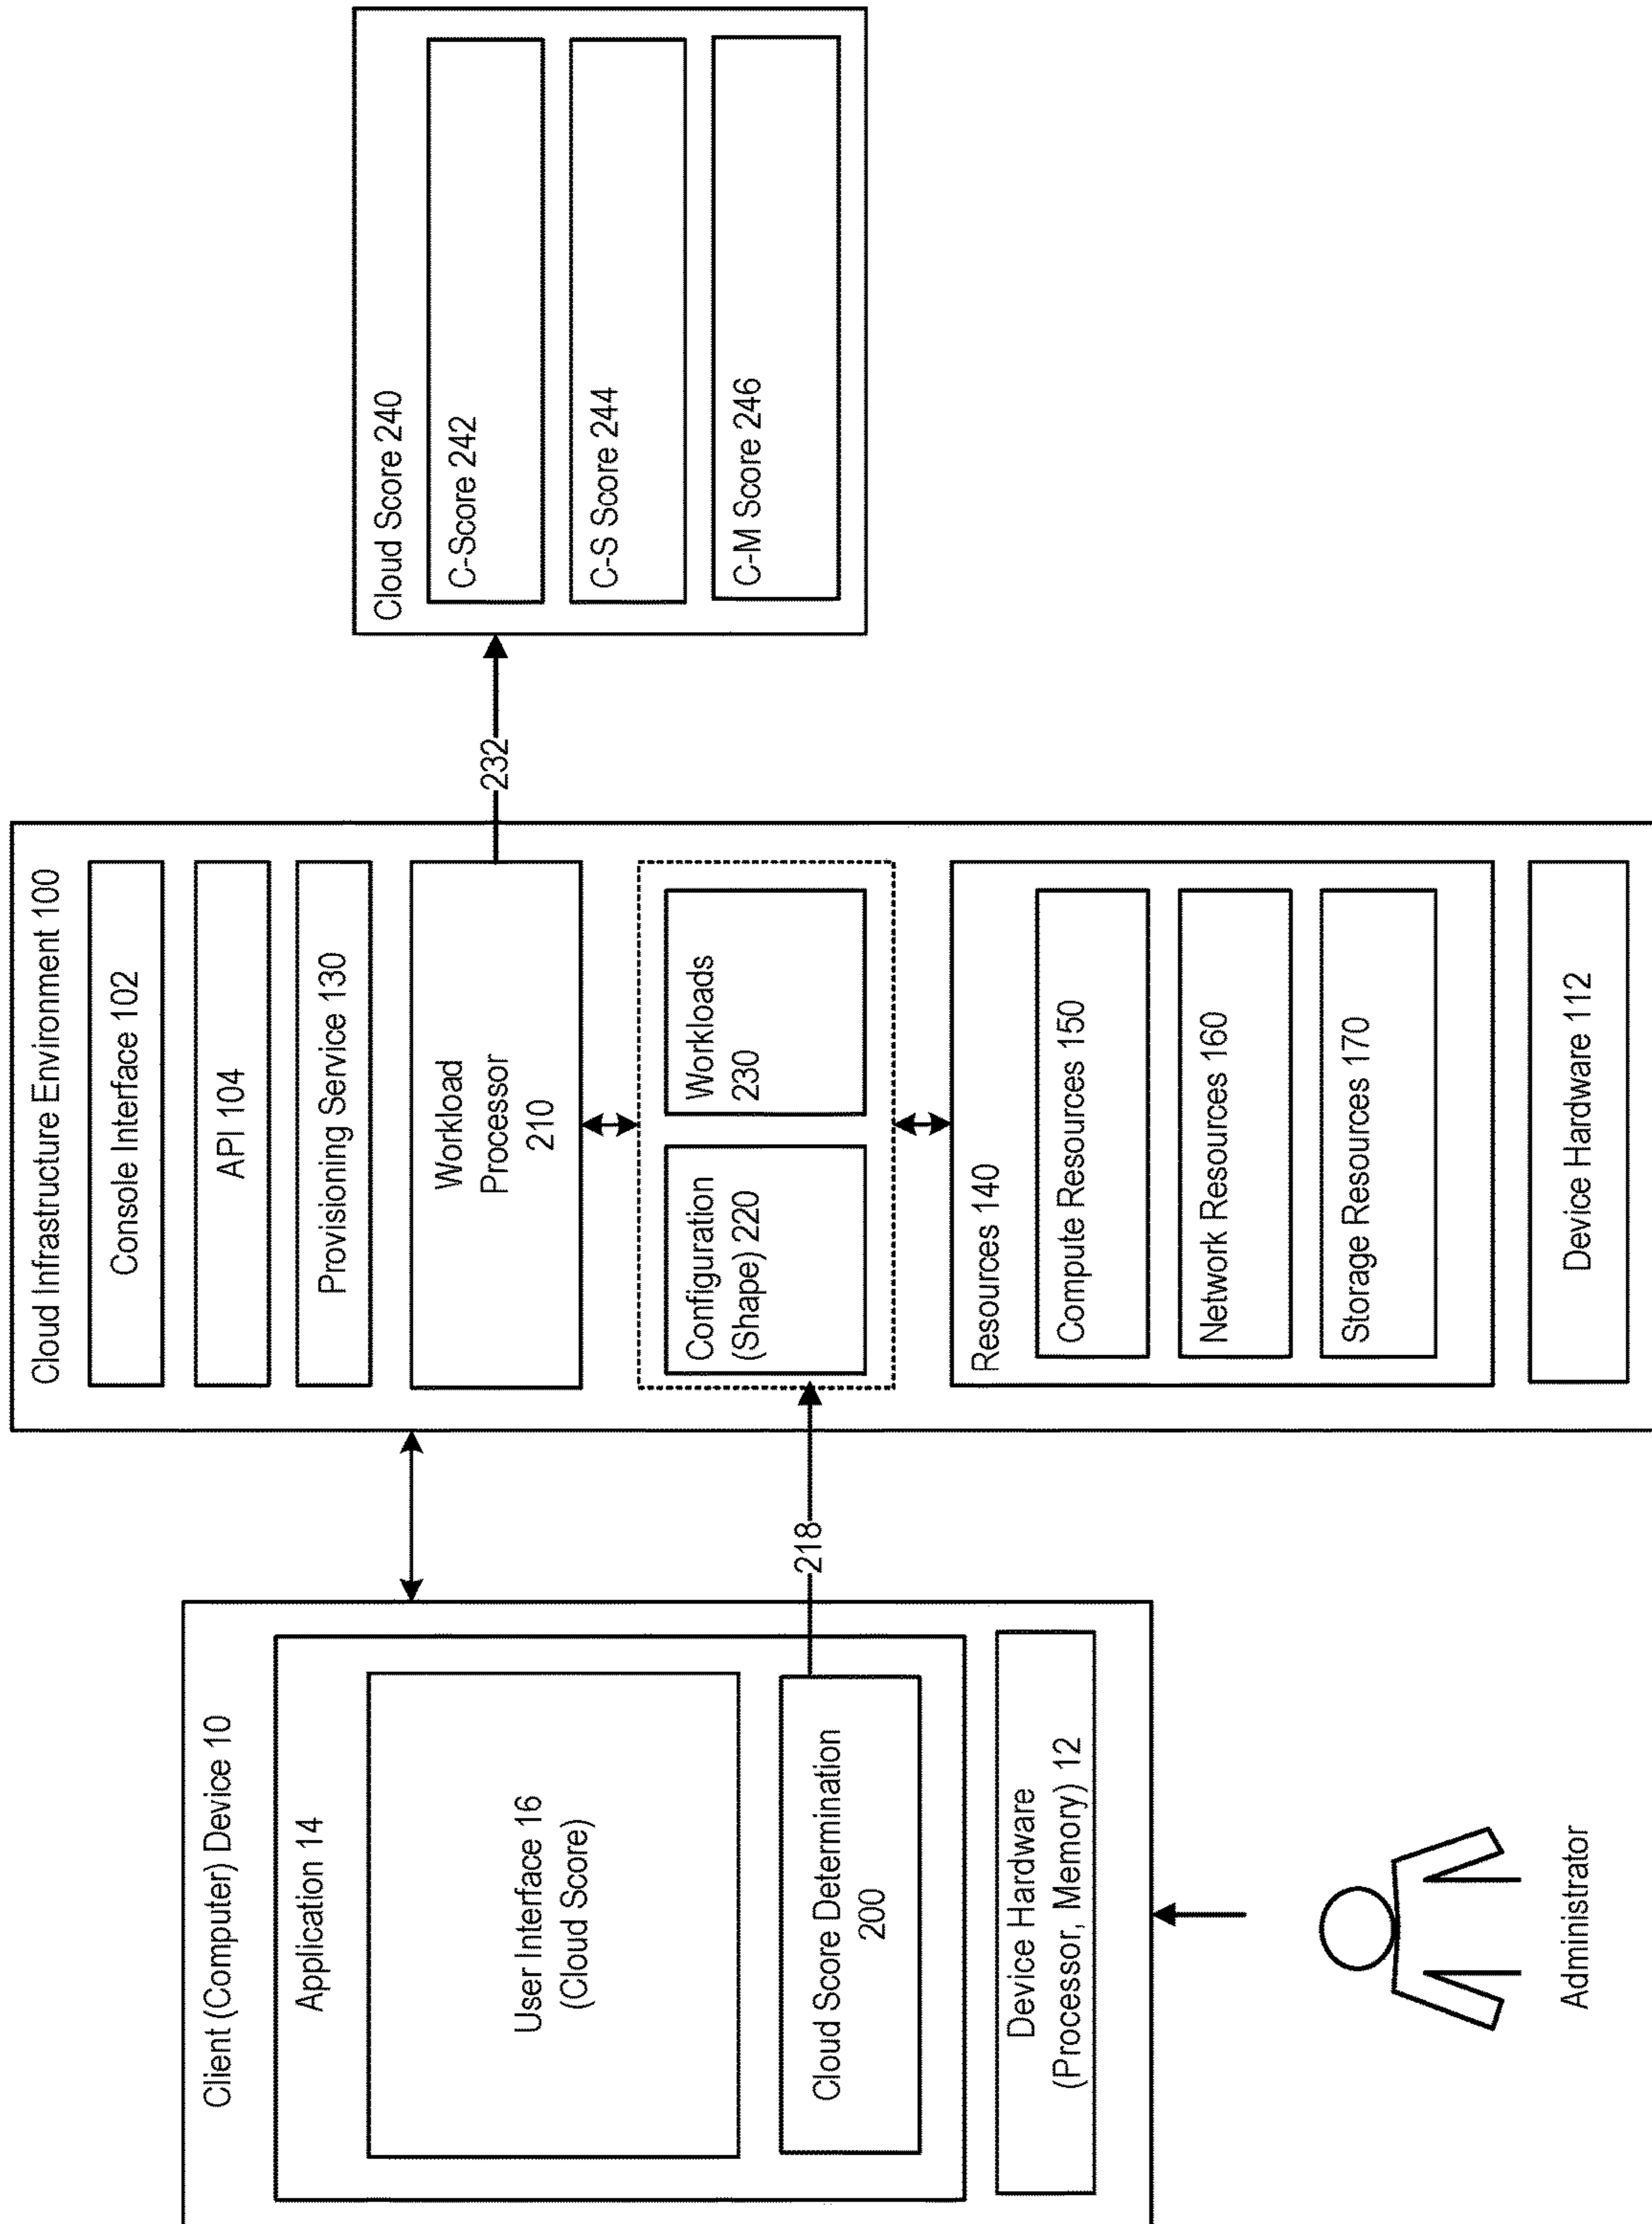 Client (Computer) Device 10
Application 14
User Interface 16
(Cloud Score)
Cloud Score Determination
200
Device Hardware
(Processor, Memory) 12
Administrator
218
Cloud Infrastructure Environment 100
Console Interface 102
API 104
Provisioning Service 130
Workload
Processor
210
Configuration
(Shape) 220
Workloads
230
Resources 140
Compute Resources 150
Network Resources 160
Storage Resources 170
Device Hardware 112
232
Cloud Score 240
C-Score 242
C-S Score 244
C-M Score 246